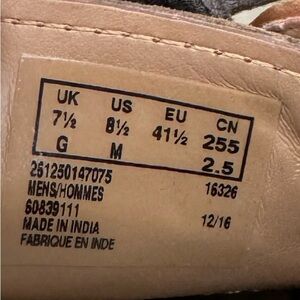 UK US EU CN
7½ 8½ 41½ 255
G M 2.5
261250147075
MENS/HOMMES 16326
60839111
MADE IN INDIA 12/16
FABRIQUE EN INDE